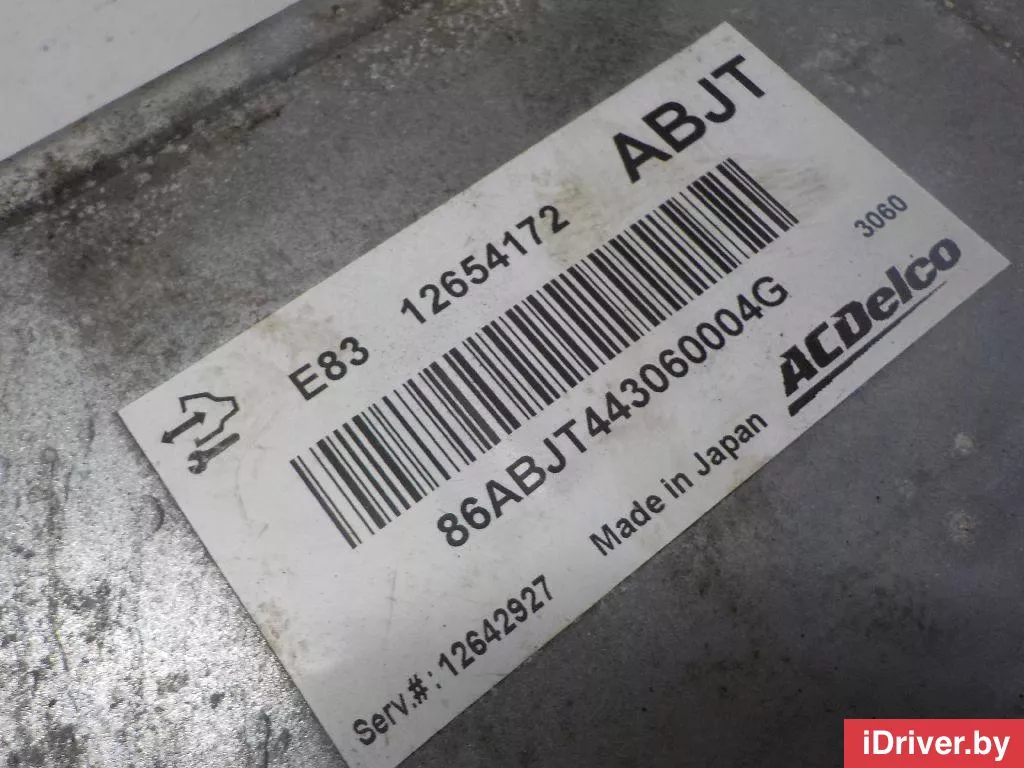 ABJT
E83 12654172
3060
86ABJT443060004G
ACDelco
Made in Japan
Serv.#: 12642927
iDriver.by